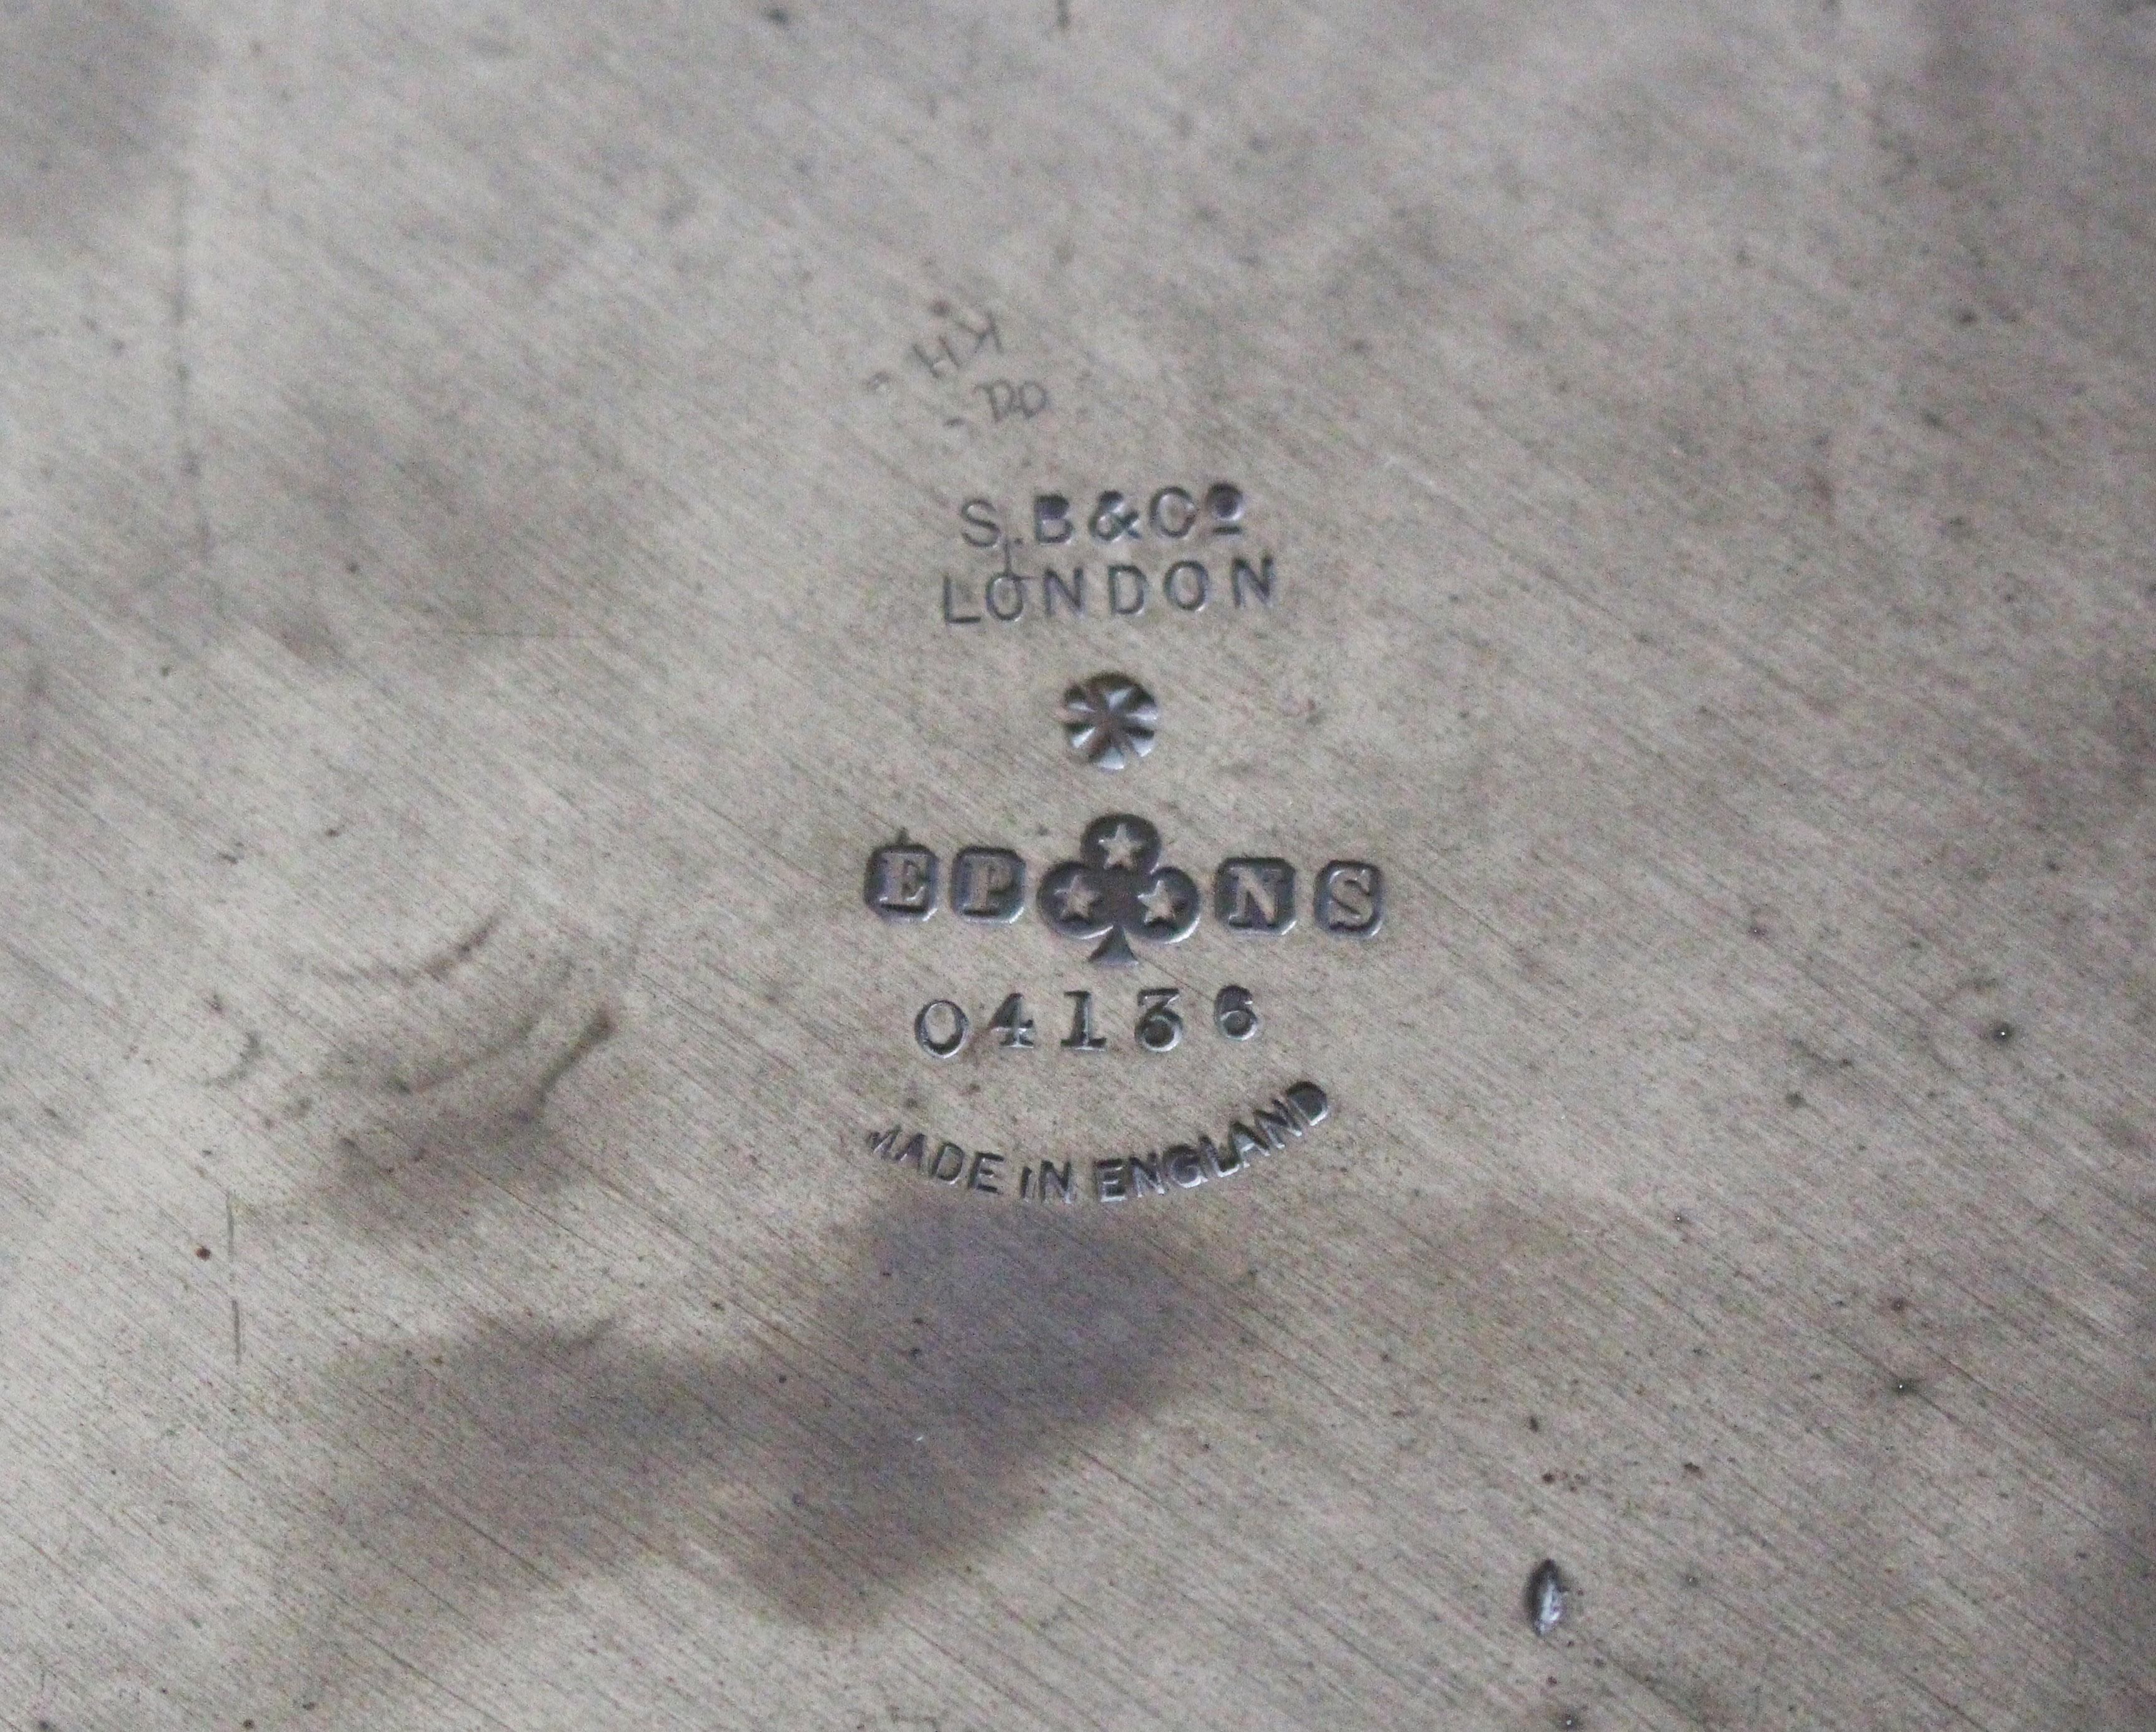 S.B&Cº
LONDON
EP NS
04136
MADE IN ENGLAND